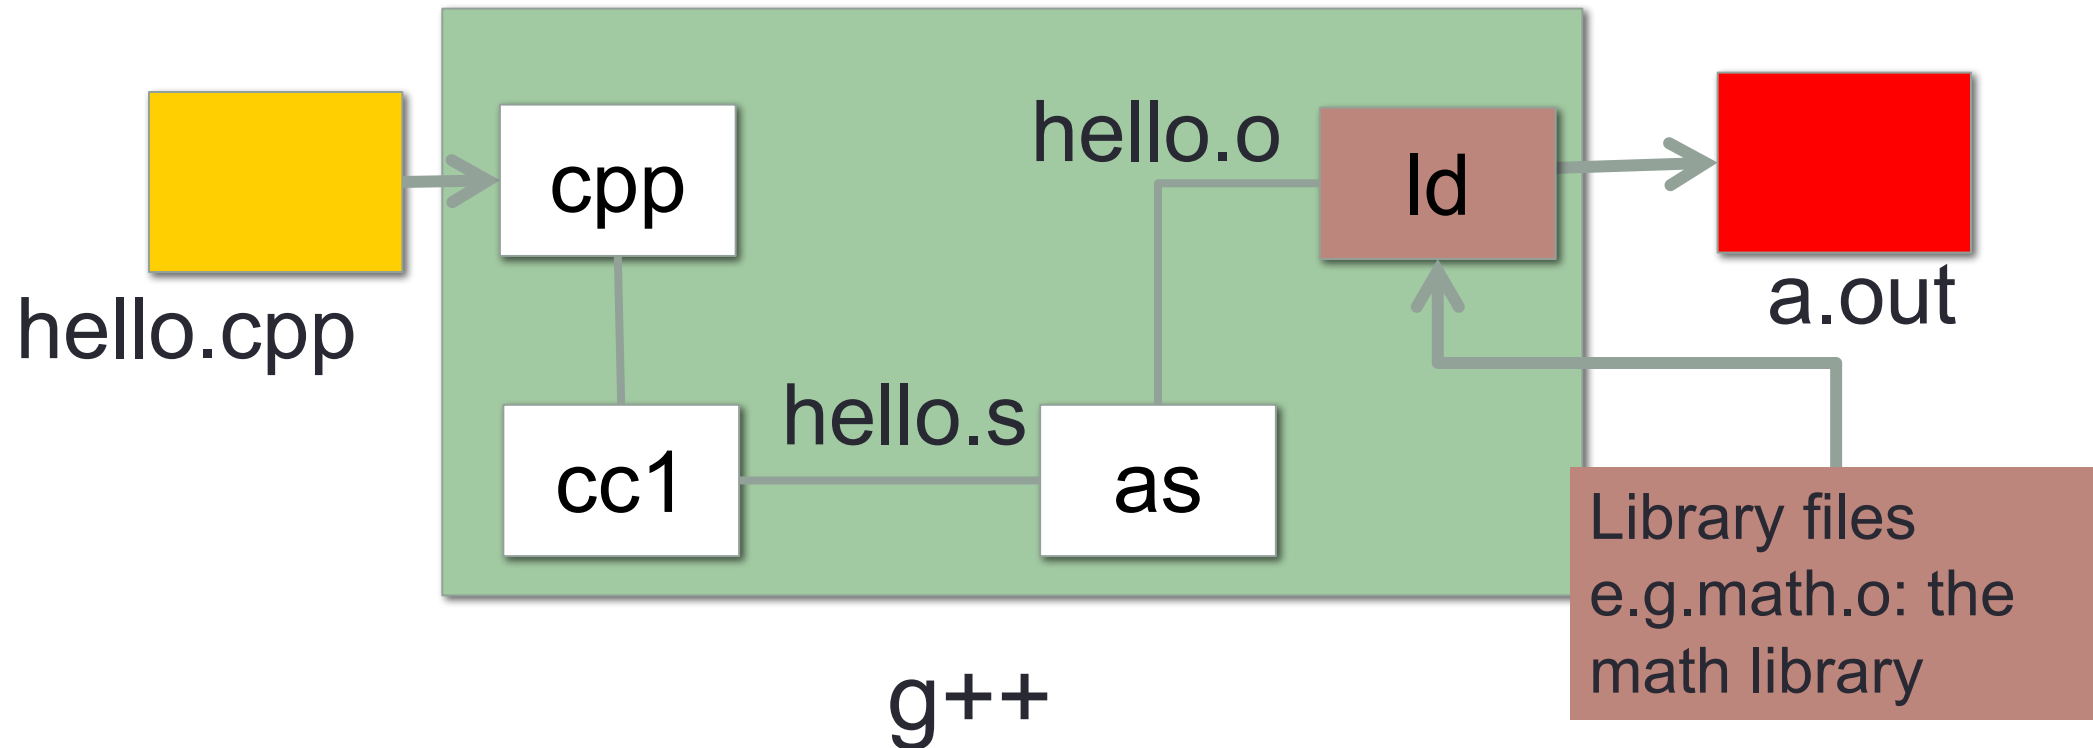 hello.cpp
cpp
cc1
hello.s
as
hello.o
ld
a.out
Library files
e.g.math.o: the
math library
g++